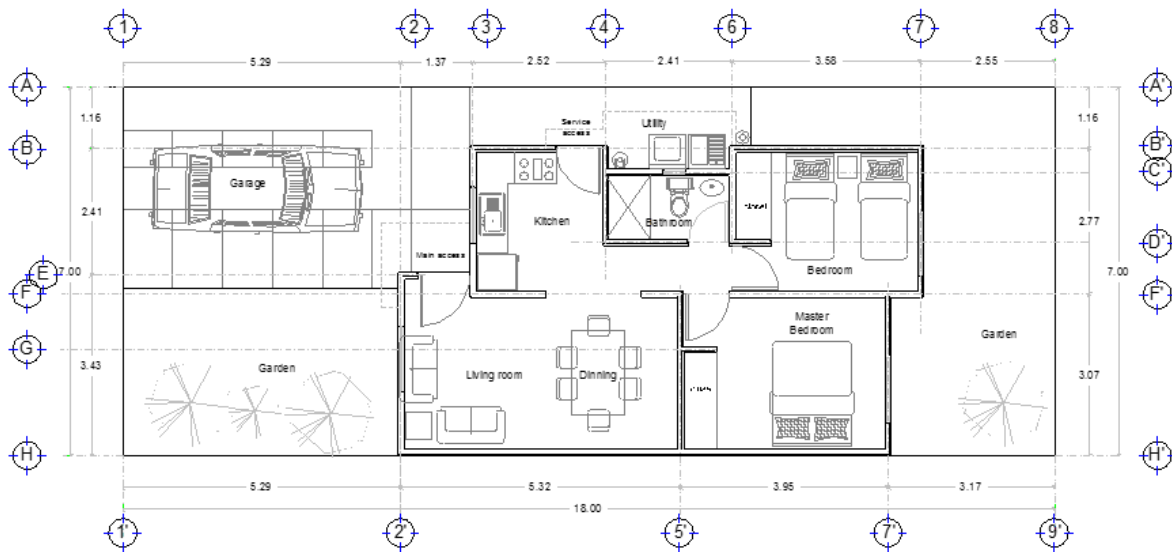 1 2 3 4 6 7 8
5.29 1.37 2.52 2.41 3.58 2.55
A A'
1.16 Service access Utility 1.16
B B'
C'
Garage
2.41 Kitchen Bathroom 2.77
D'
Main access
Bedroom
E 7.00 7.00
F F'
Master
Bedroom
Garden
G
Garden Living room Dinning
3.43 3.07
H H'
5.29 5.32 3.95 3.17
18.00
1' 2' 5' 7' 9'